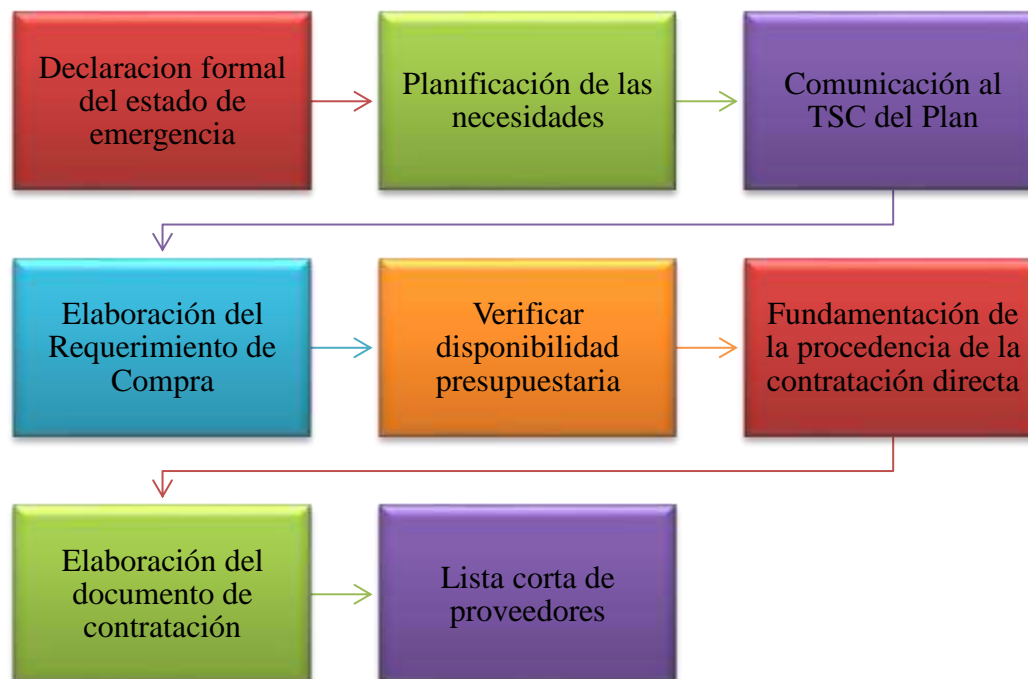 Declaracion formal
del estado de
emergencia
Planificación de las
necesidades
Comunicación al
TSC del Plan
Elaboración del
Requerimiento de
Compra
Verificar
disponibilidad
presupuestaria
Fundamentación de
la procedencia de la
contratación directa
Elaboración del
documento de
contratación
Lista corta de
proveedores